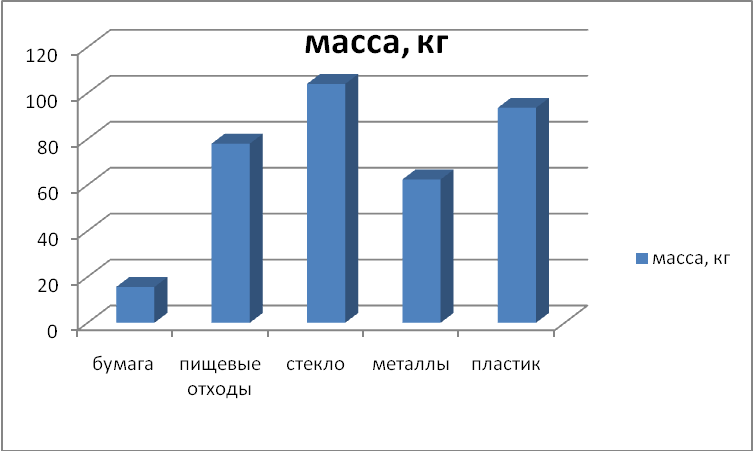 масса, кг
120
100
80
60
40
20
0
бумага
пищевые
отходы
стекло
металлы
пластик
масса, кг